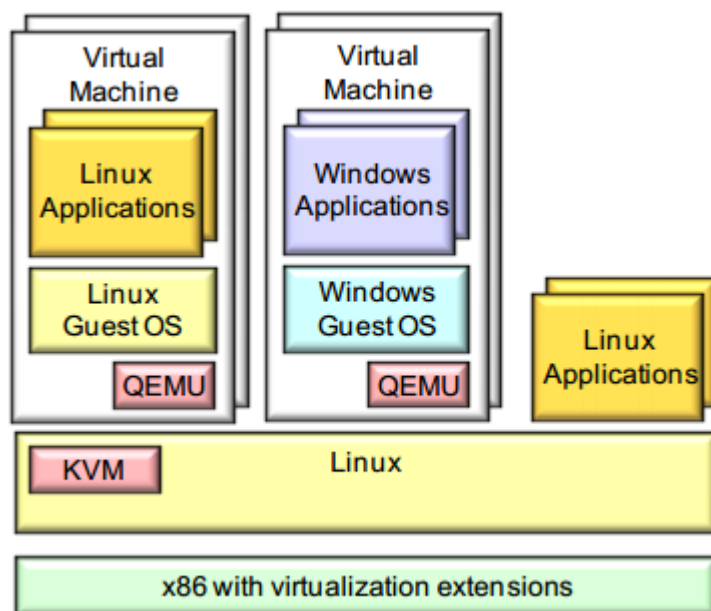 Virtual
Machine
Linux
Applications
Linux
Guest OS
QEMU
Virtual
Machine
Windows
Applications
Windows
Guest OS
QEMU
Linux
Applications
KVM
Linux
x86 with virtualization extensions